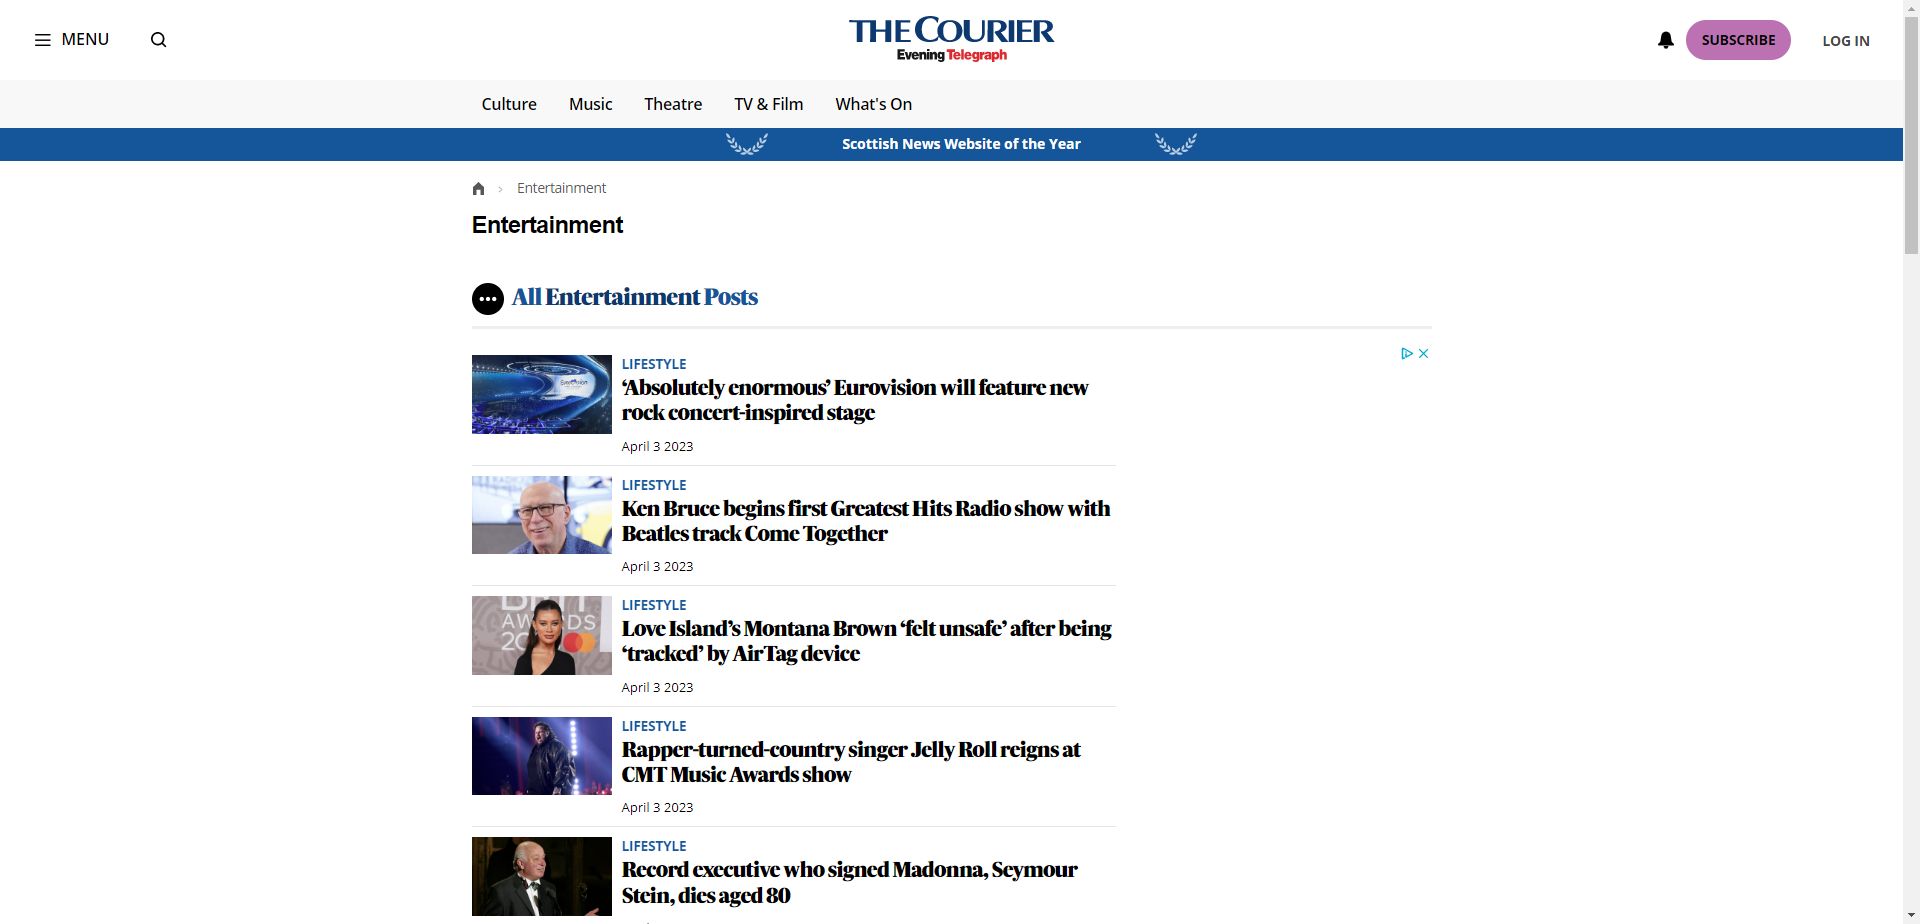 MENU
THE COURIER
Evening Telegraph
SUBSCRIBE
LOG IN
Culture
Music
Theatre
TV & Film
What's On
Scottish News Website of the Year
Entertainment
Entertainment
All Entertainment Posts
LIFESTYLE
‘Absolutely enormous’ Eurovision will feature new
rock concert-inspired stage
April 3 2023
LIFESTYLE
Ken Bruce begins first Greatest Hits Radio show with
Beatles track Come Together
April 3 2023
AWARDS
LIFESTYLE
Love Island’s Montana Brown ‘felt unsafe’ after being
‘tracked’ by AirTag device
April 3 2023
LIFESTYLE
Rapper-turned-country singer Jelly Roll reigns at
CMT Music Awards show
April 3 2023
LIFESTYLE
Record executive who signed Madonna, Seymour
Stein, dies aged 80